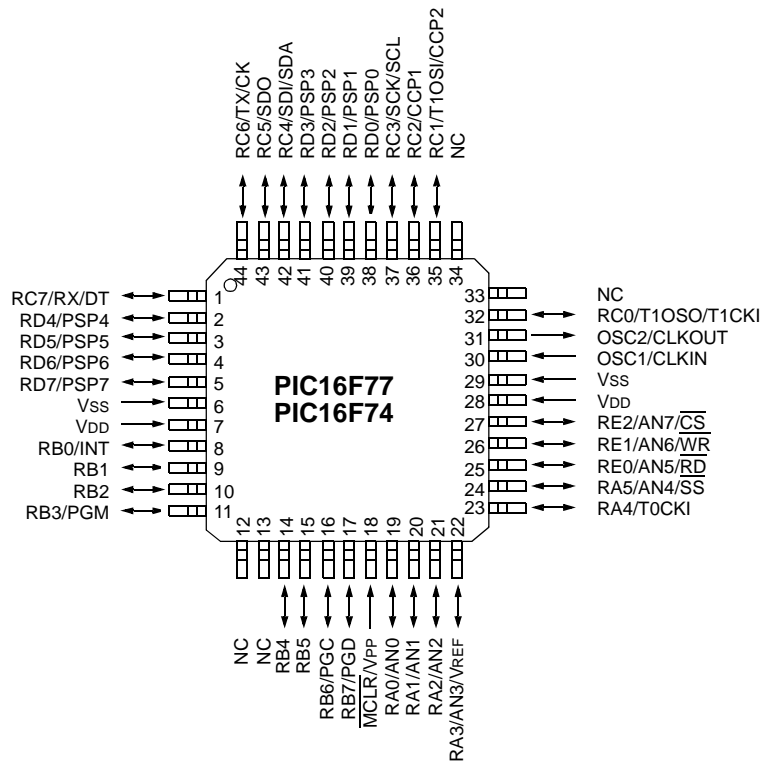 RC6/TX/CK
RC5/SDO
RC4/SDI/SDA
RD3/PSP3
RD2/PSP2
RD1/PSP1
RD0/PSP0
RC3/SCK/SCL
RC2/CCP1
RC1/T1OSI/CCP2
NC
44
43
42
41
40
39
38
37
36
35
34
RC7/RX/DT 1
RD4/PSP4 2
RD5/PSP5 3
RD6/PSP6 4
RD7/PSP7 5
VSS 6
VDD 7
RB0/INT 8
RB1 9
RB2 10
RB3/PGM 11
PIC16F77
PIC16F74
33 NC
32 RC0/T1OSO/T1CKI
31 OSC2/CLKOUT
30 OSC1/CLKIN
29 VSS
28 VDD
27 RE2/AN7/CS
26 RE1/AN6/WR
25 RE0/AN5/RD
24 RA5/AN4/SS
23 RA4/T0CKI
12
13
14
15
16
17
18
19
20
21
22
NC
NC
RB4
RB5
RB6/PGC
RB7/PGD
MCLR/VPP
RA0/AN0
RA1/AN1
RA2/AN2
RA3/AN3/VREF